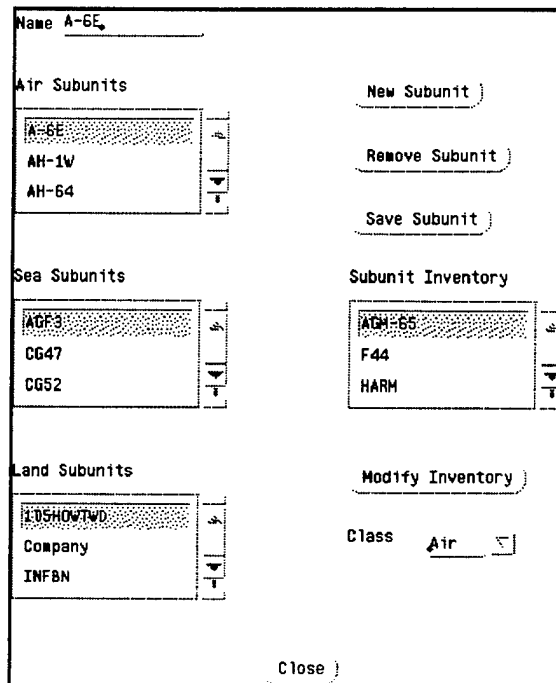 Name A-6E
Air Subunits
A-6E
AH-1W
AH-64
New Subunit
Remove Subunit
Save Subunit
Sea Subunits
AGF3
CG47
CG52
Subunit Inventory
AGM-65
F44
HARM
Land Subunits
105HOWTWD
Company
INFBN
Modify Inventory
Class Air
Close